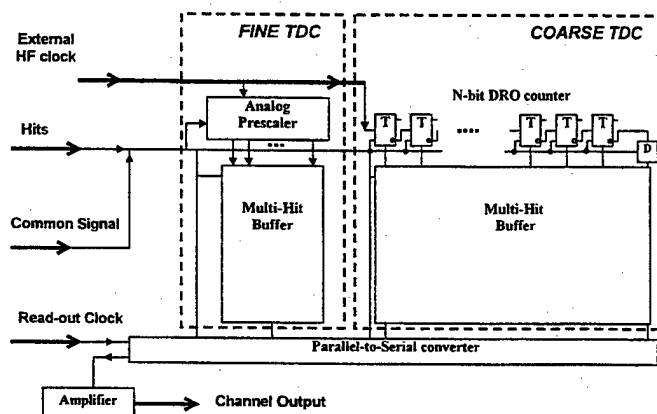 FINE TDC
COARSE TDC
External
HF clock
N-bit DRO counter
Analog
Prescaler
T
T
T
T
T
Hits
D
Multi-Hit
Buffer
Multi-Hit
Buffer
Common Signal
Read-out Clock
Parallel-to-Serial converter
Amplifier
Channel Output